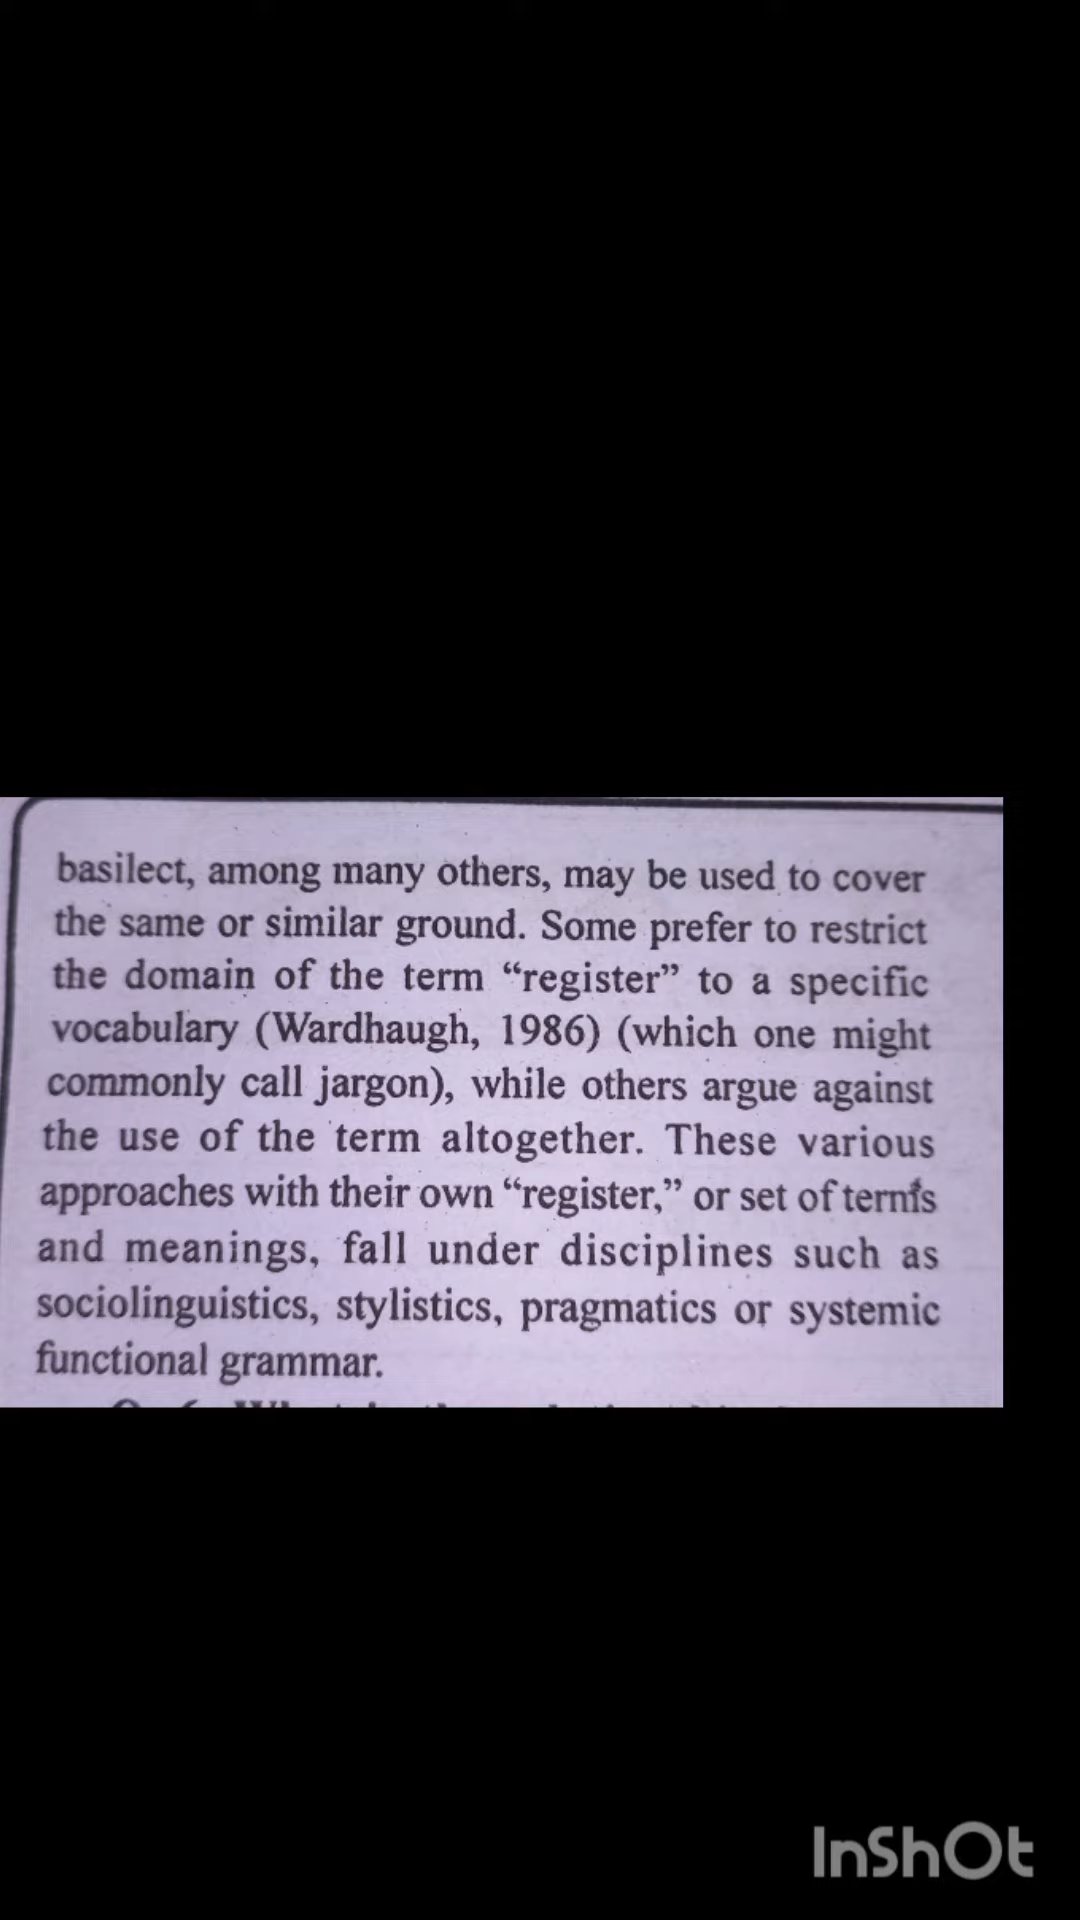 basilect, among many others, may be used to cover
the same or similar ground. Some prefer to restrict
the domain of the term “register” to a specific
vocabulary (Wardhaugh, 1986) (which one might
commonly call jargon), while others argue against
the use of the term altogether. These various
approaches with their own “register,” or set of terms
and meanings, fall under disciplines such as
sociolinguistics, stylistics, pragmatics or systemic
functional grammar.
InShOt